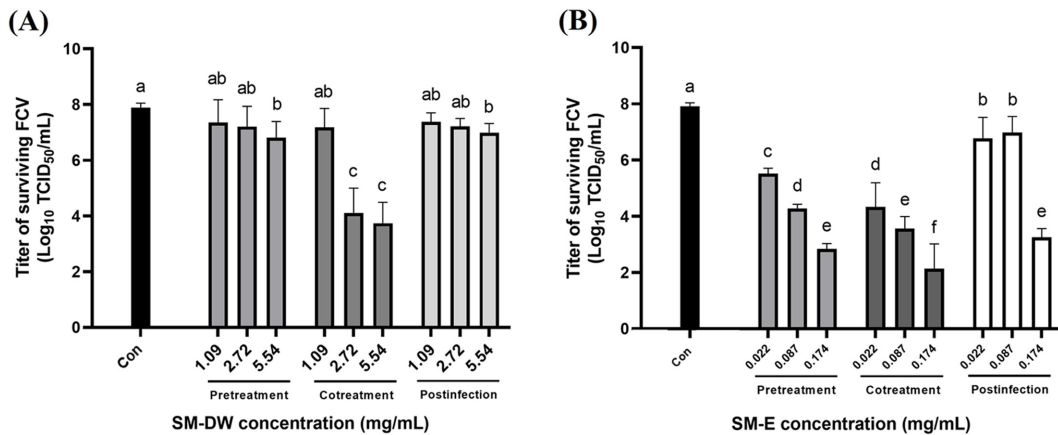 (A)
Titer of surviving FCV
(Log₁₀ TCID₅₀/mL)
10
8
6
4
2
0
a
ab
ab
b
ab
c
c
ab
ab
b
Con
1.09
2.72
5.54
1.09
2.72
5.54
1.09
2.72
5.54
Pretreatment
Cotreatment
Postinfection
SM-DW concentration (mg/mL)
(B)
Titer of surviving FCV
(Log₁₀ TCID₅₀/mL)
10
8
6
4
2
0
a
c
d
e
d
e
f
b
b
e
Con
0.022
0.087
0.174
0.022
0.087
0.174
0.022
0.087
0.174
Pretreatment
Cotreatment
Postinfection
SM-E concentration (mg/mL)